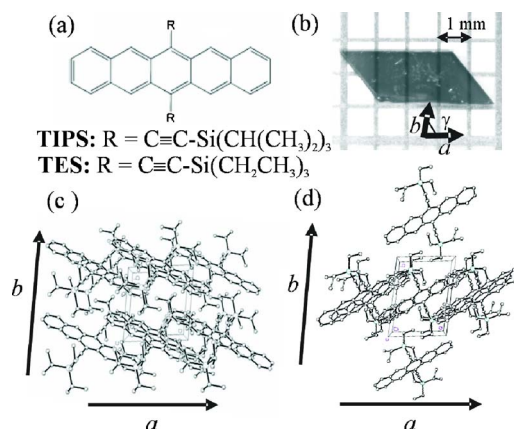 (a)
R
R
TIPS: R = C≡C-Si(CH(CH₃)₂)₃
TES: R = C≡C-Si(CH₂CH₃)₃
(b)
1 mm
b
γ
a
(c)
b
a
(d)
b
a